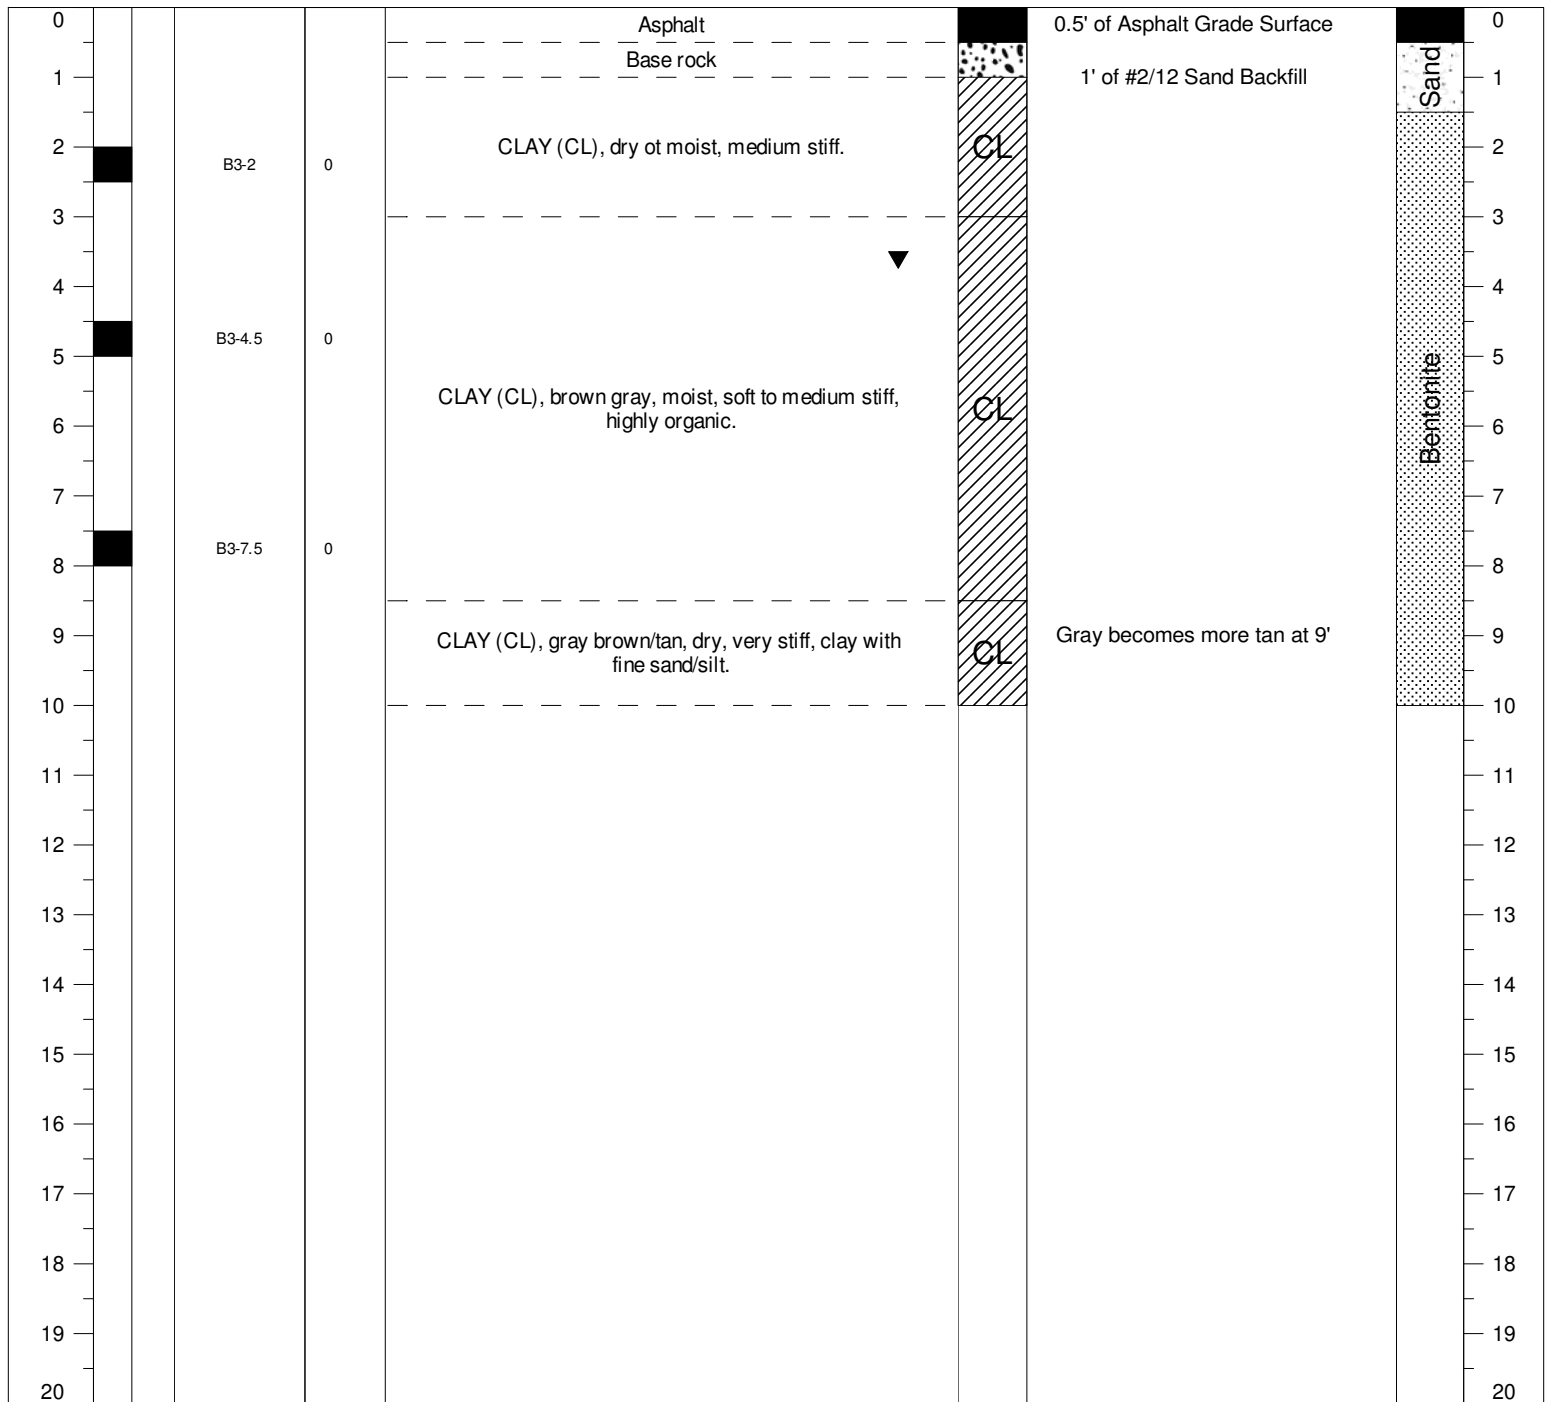 0
Asphalt
0.5' of Asphalt Grade Surface
0
Base rock
Sand
1
1' of #2/12 Sand Backfill
1
2
B3-2
0
CLAY (CL), dry ot moist, medium stiff.
CL
2
3
3
4
4
B3-4.5
0
5
Bentonite
5
CLAY (CL), brown gray, moist, soft to medium stiff,
highly organic.
CL
6
6
7
7
B3-7.5
0
8
8
9
CLAY (CL), gray brown/tan, dry, very stiff, clay with
fine sand/silt.
CL
Gray becomes more tan at 9'
9
10
10
11
11
12
12
13
13
14
14
15
15
16
16
17
17
18
18
19
19
20
20